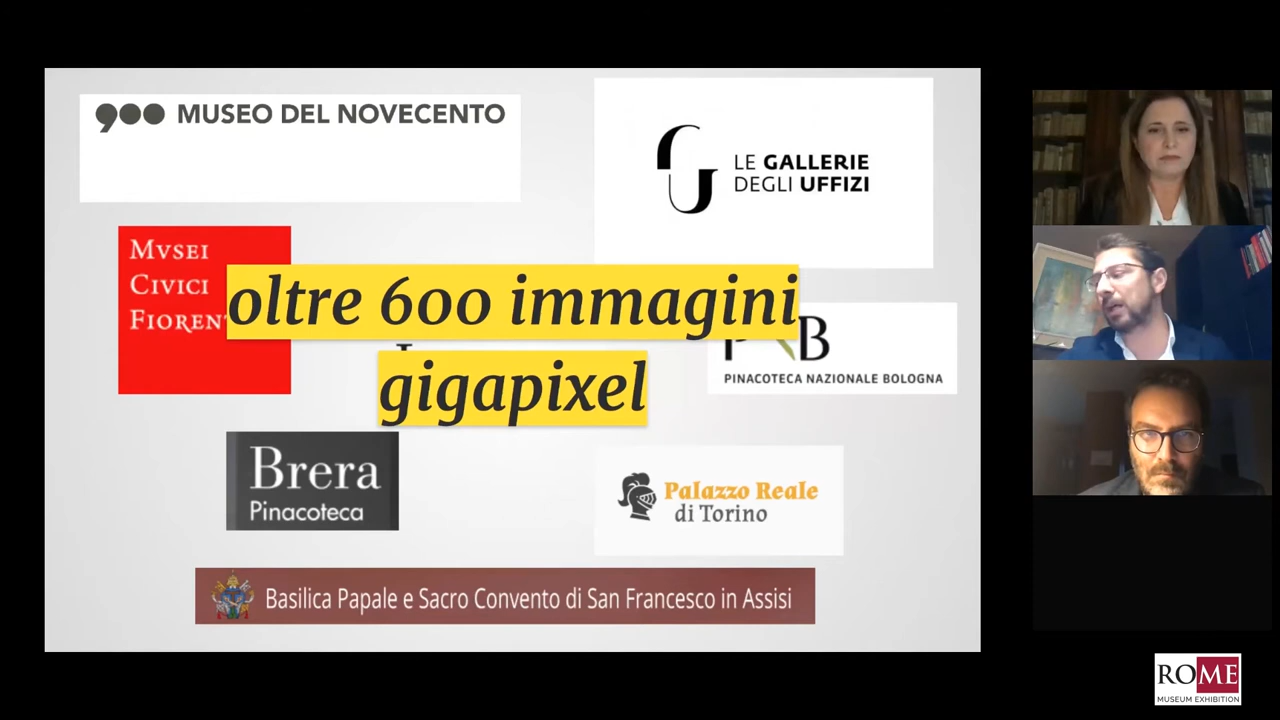 900 MUSEO DEL NOVECENTO
LE GALLERIE
DEGLI UFFIZI
MVSEI
CIVICI
FIOREN
oltre 600 immagini
gigapixel
PINACOTECA NAZIONALE BOLOGNA
Brera
Pinacoteca
Palazzo Reale
di Torino
Basilica Papale e Sacro Convento di San Francesco in Assisi
ROME
MUSEUM EXHIBITION